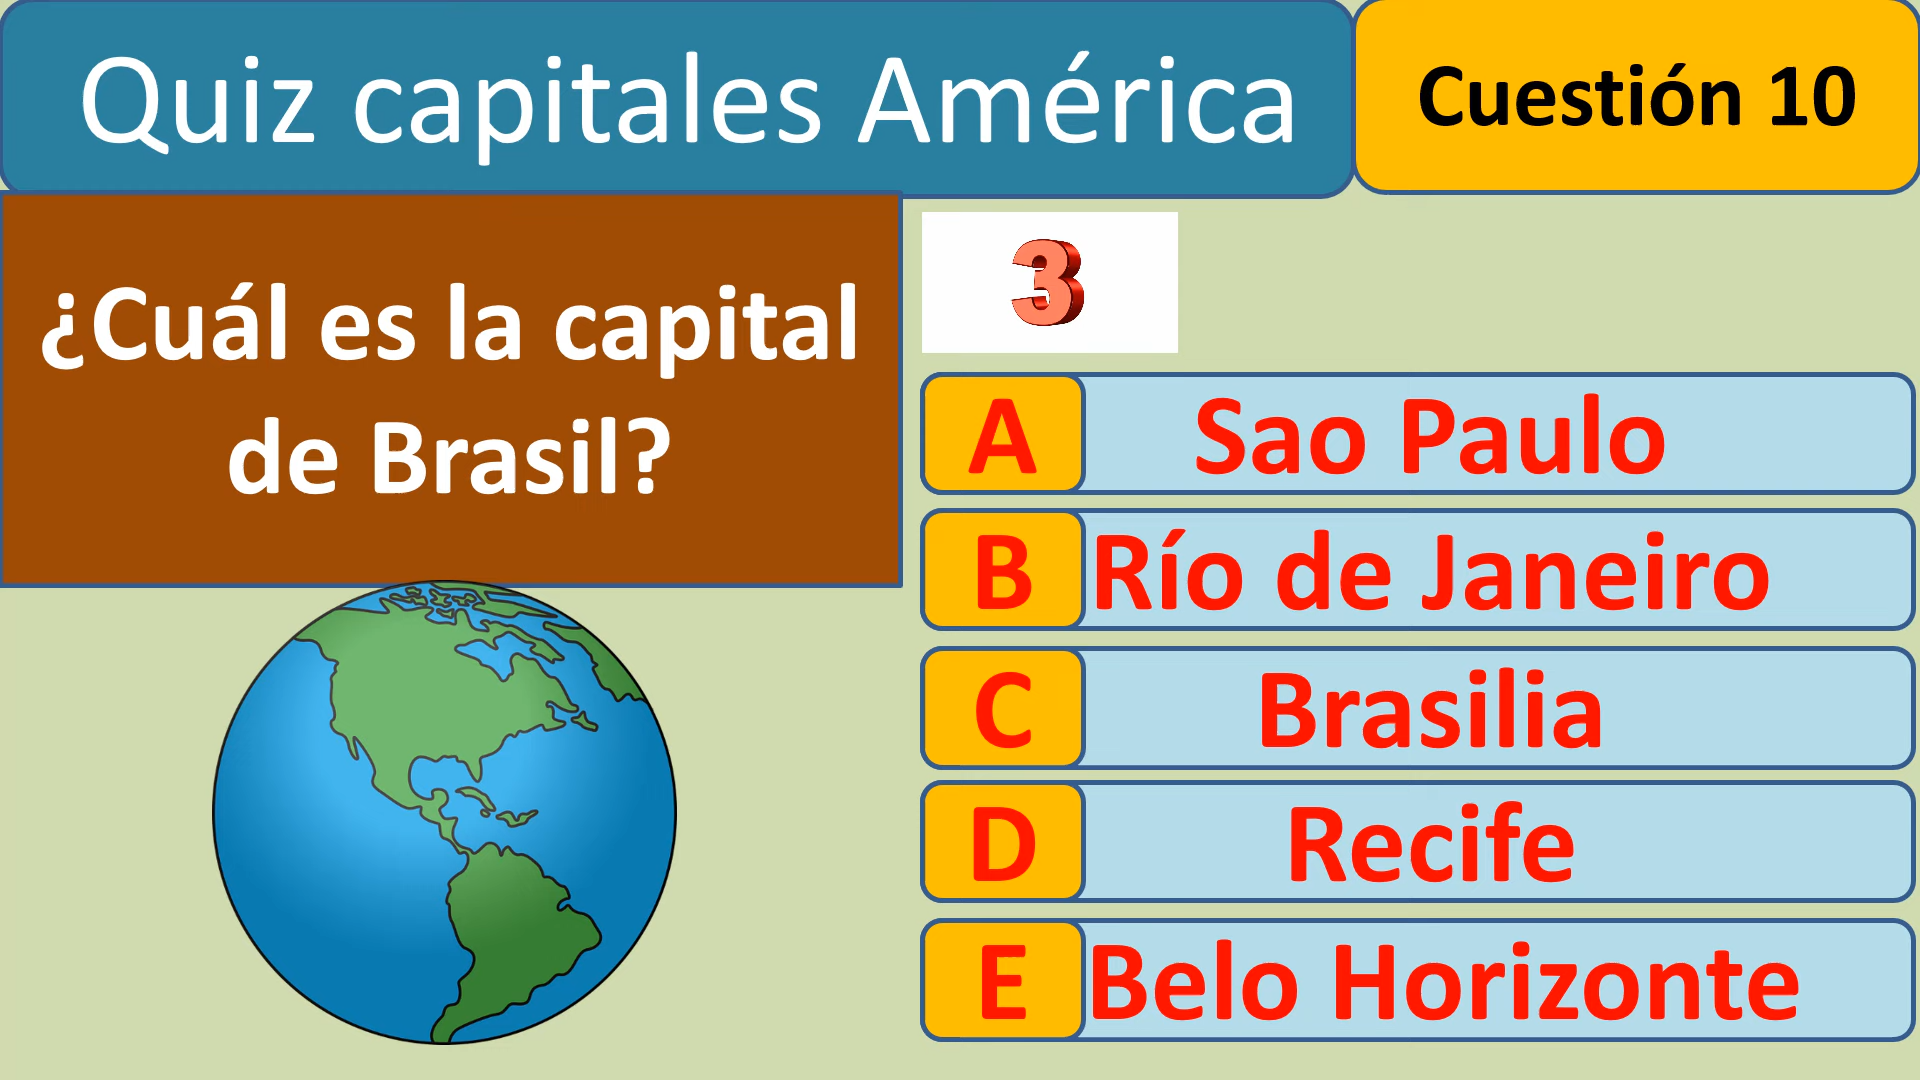 Quiz capitales América
Cuestión 10
¿Cuál es la capital
de Brasil?
3
A Sao Paulo
B Río de Janeiro
C Brasilia
D Recife
E Belo Horizonte